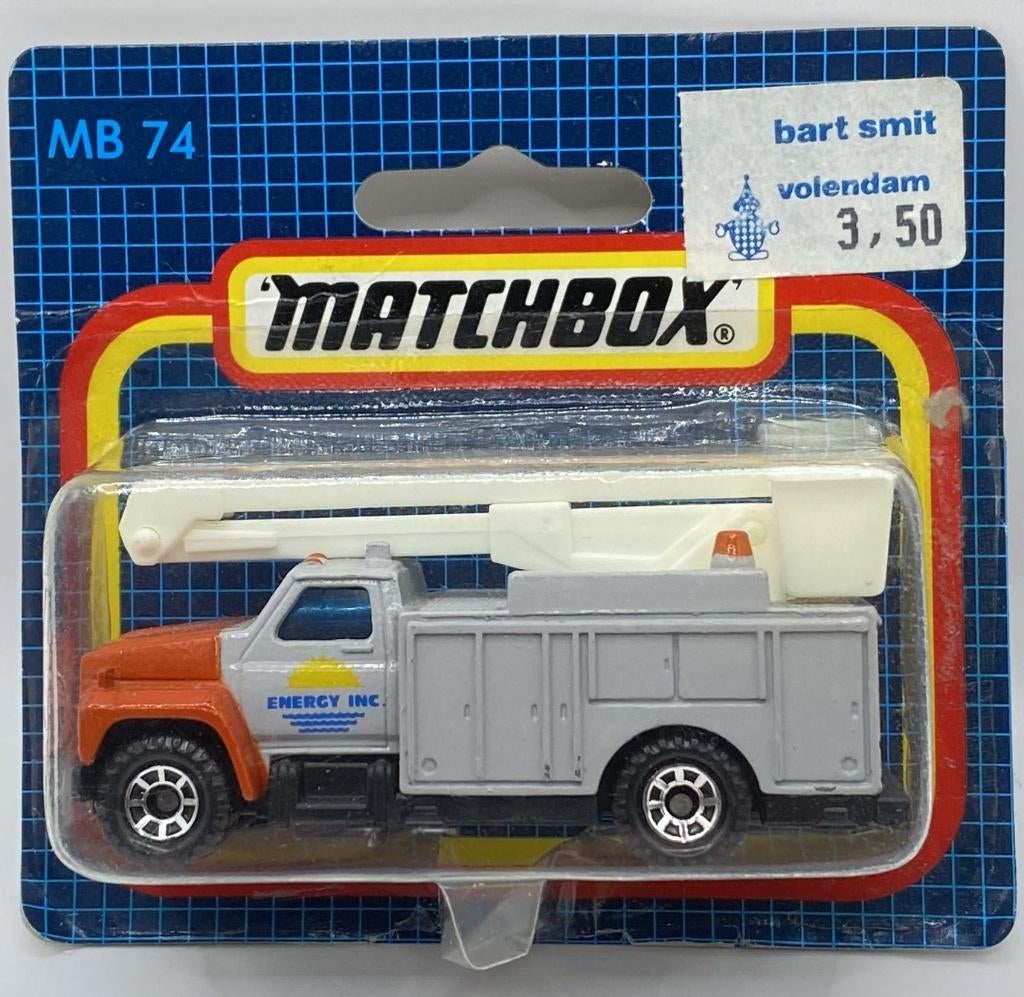 MB 74
bart smit
volendam
3,50
'MATCHBOX'®
ENERGY INC.